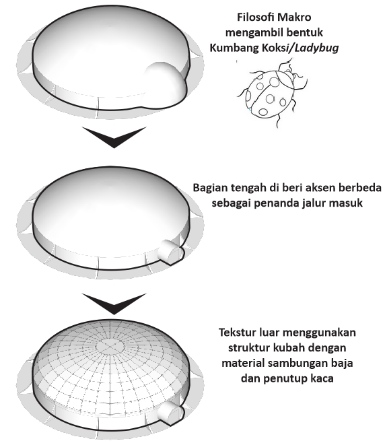 Filosofi Makro
mengambil bentuk
Kumbang Koksi/Ladybug
Bagian tengah di beri aksen berbeda
sebagai penanda jalur masuk
Tekstur luar menggunakan
struktur kubah dengan
material sambungan baja
dan penutup kaca